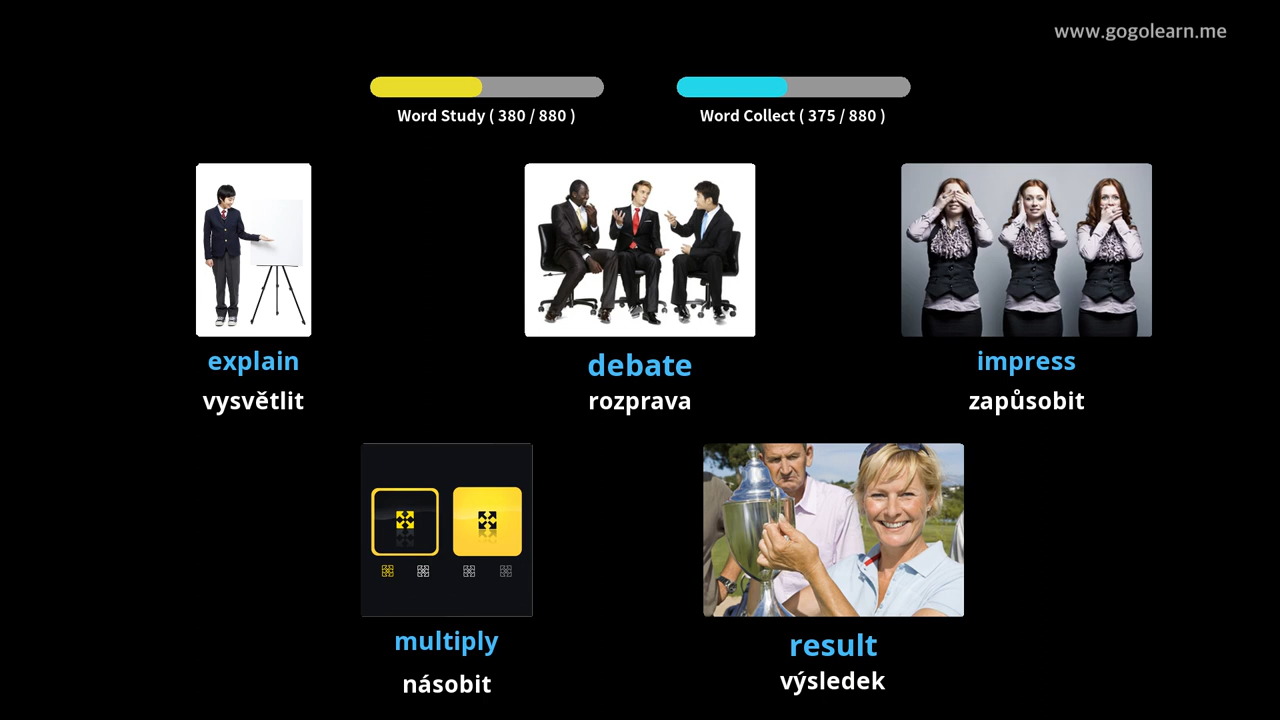 www.gogolearn.me
Word Study ( 380 / 880 )
Word Collect ( 375 / 880 )
explain
vysvětlit
debate
rozprava
impress
zapůsobit
multiply
násobit
result
výsledek